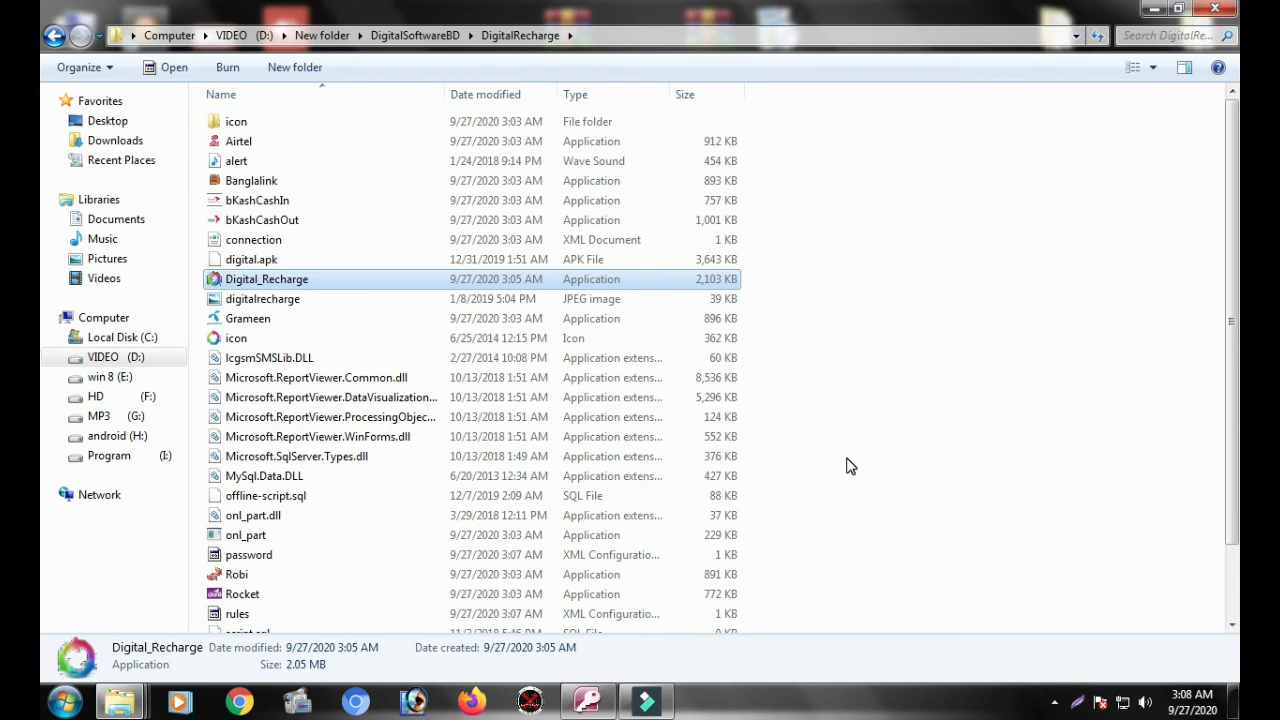 Computer VIDEO (D:) New folder DigitalSoftwareBD DigitalRecharge Search DigitalRe...
Organize Open Burn New folder
Name Date modified Type Size
Favorites
Desktop
Downloads
Recent Places
Libraries
Documents
Music
Pictures
Videos
Computer
Local Disk (C:)
VIDEO (D:)
win 8 (E:)
HD (F:)
MP3 (G:)
android (H:)
Program (I:)
Network
icon 9/27/2020 3:03 AM File folder
Airtel 9/27/2020 3:03 AM Application 912 KB
alert 1/24/2018 9:14 PM Wave Sound 454 KB
Banglalink 9/27/2020 3:03 AM Application 893 KB
bKashCashIn 9/27/2020 3:03 AM Application 757 KB
bKashCashOut 9/27/2020 3:03 AM Application 1,001 KB
connection 9/27/2020 3:03 AM XML Document 1 KB
digital.apk 12/31/2019 1:51 AM APK File 3,643 KB
Digital_Recharge 9/27/2020 3:05 AM Application 2,103 KB
digitalrecharge 1/8/2019 5:04 PM JPEG image 39 KB
Grameen 9/27/2020 3:03 AM Application 896 KB
icon 6/25/2014 12:15 PM Icon 362 KB
IcgsmSMSLib.DLL 2/27/2014 10:08 PM Application extens... 60 KB
Microsoft.ReportViewer.Common.dll 10/13/2018 1:51 AM Application extens... 8,536 KB
Microsoft.ReportViewer.DataVisualization... 10/13/2018 1:51 AM Application extens... 5,296 KB
Microsoft.ReportViewer.ProcessingObjec... 10/13/2018 1:51 AM Application extens... 124 KB
Microsoft.ReportViewer.WinForms.dll 10/13/2018 1:51 AM Application extens... 552 KB
Microsoft.SqlServer.Types.dll 10/13/2018 1:49 AM Application extens... 376 KB
MySql.Data.DLL 6/20/2013 12:34 AM Application extens... 427 KB
offline-script.sql 12/7/2019 2:09 AM SQL File 88 KB
onl_part.dll 3/29/2018 12:11 PM Application extens... 37 KB
onl_part 9/27/2020 3:03 AM Application 229 KB
password 9/27/2020 3:07 AM XML Configuratio... 1 KB
Robi 9/27/2020 3:03 AM Application 891 KB
Rocket 9/27/2020 3:03 AM Application 772 KB
rules 9/27/2020 3:07 AM XML Configuratio... 1 KB
Digital_Recharge Date modified: 9/27/2020 3:05 AM Date created: 9/27/2020 3:05 AM
Application Size: 2.05 MB
3:08 AM
9/27/2020